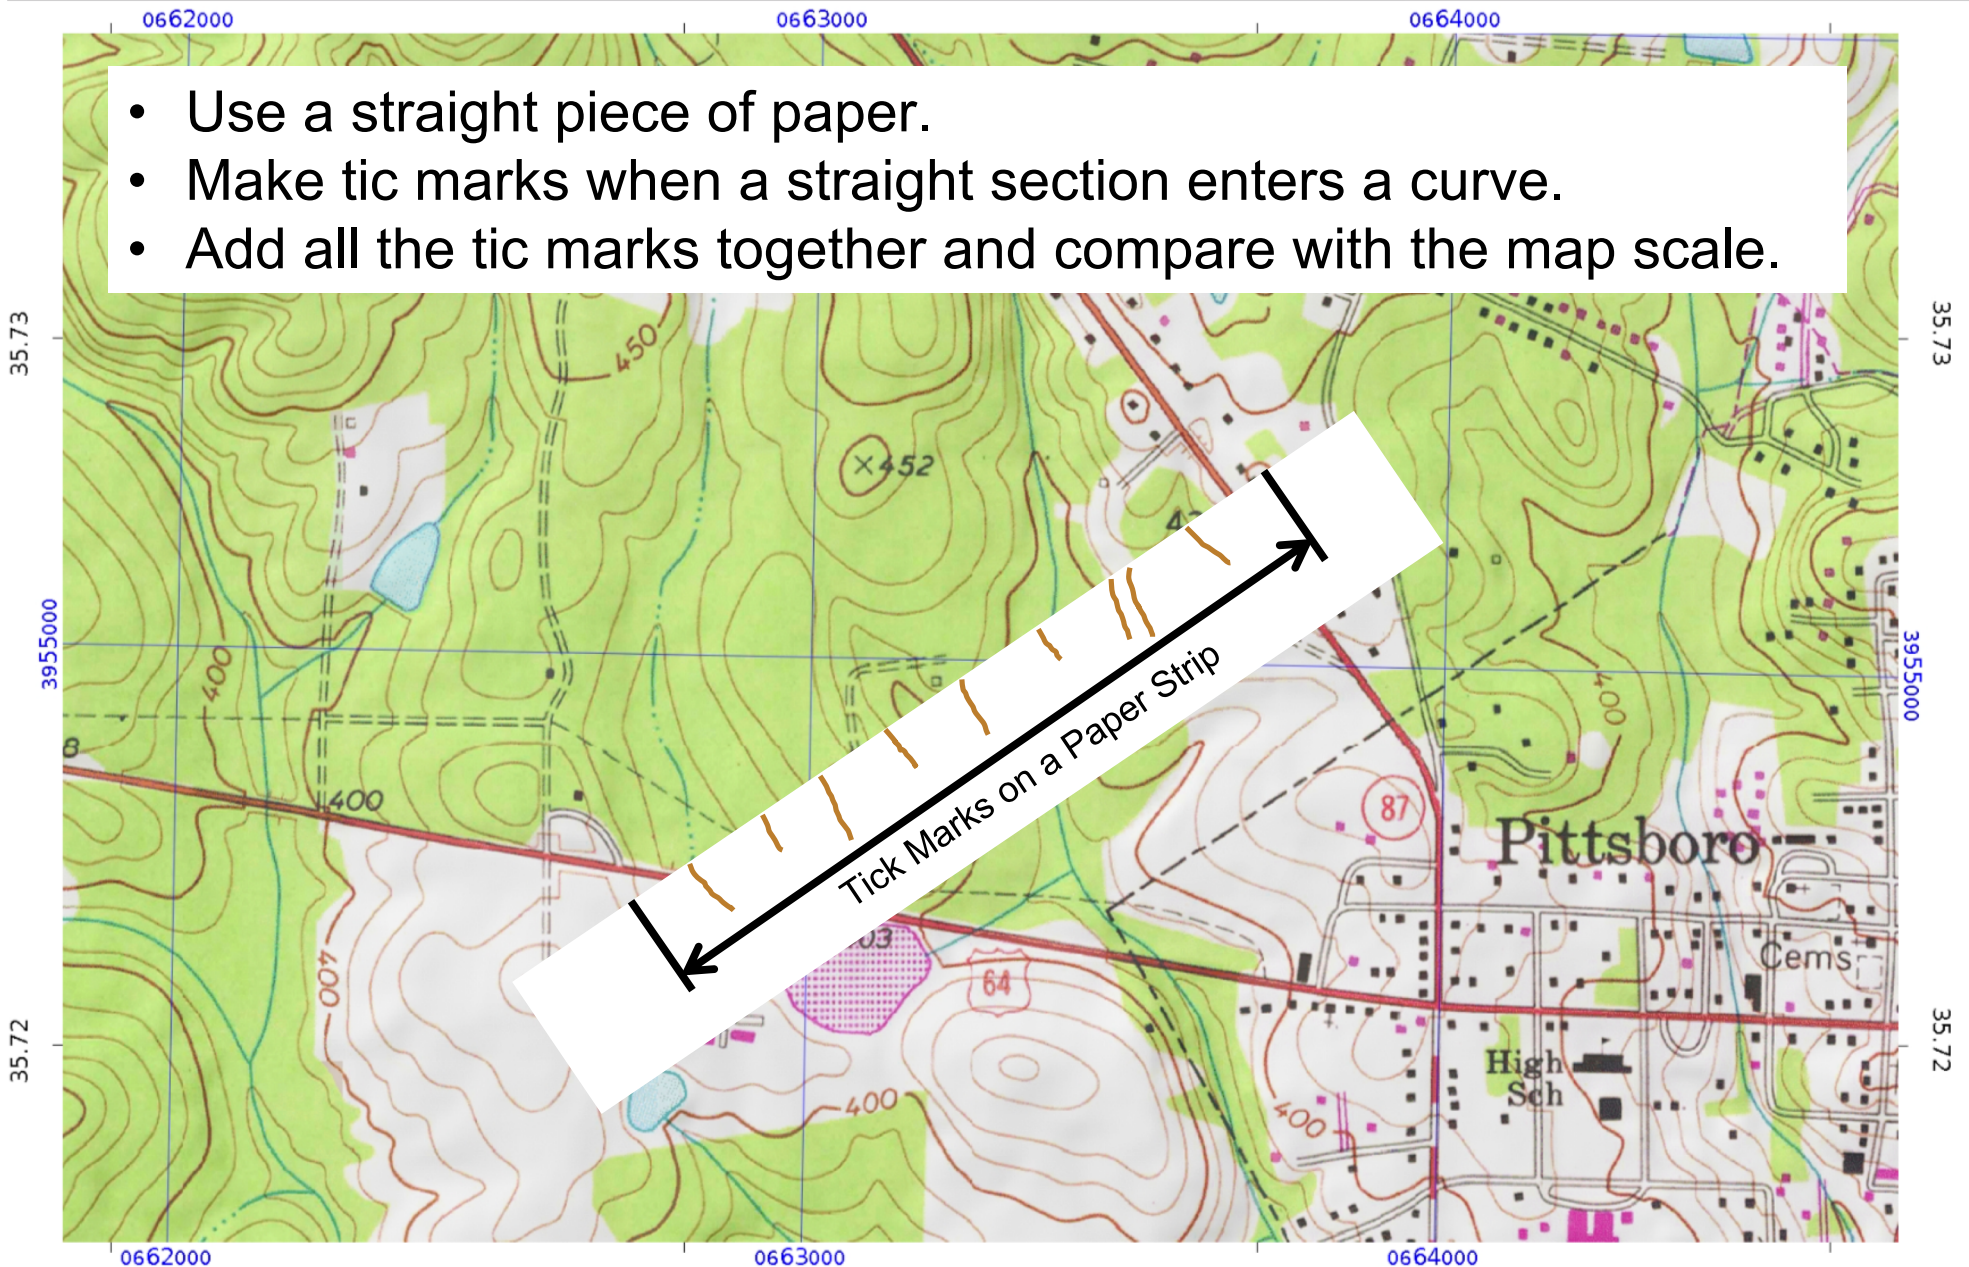 0662000 0663000 0664000
• Use a straight piece of paper.
• Make tic marks when a straight section enters a curve.
• Add all the tic marks together and compare with the map scale.
35.73 35.73
450
×452
3955000 3955000
400
400
8
400
Tick Marks on a Paper Strip
87
Pittsboro
03
64
Cems
400
35.72 35.72
High
Sch
400
400
0662000 0663000 0664000